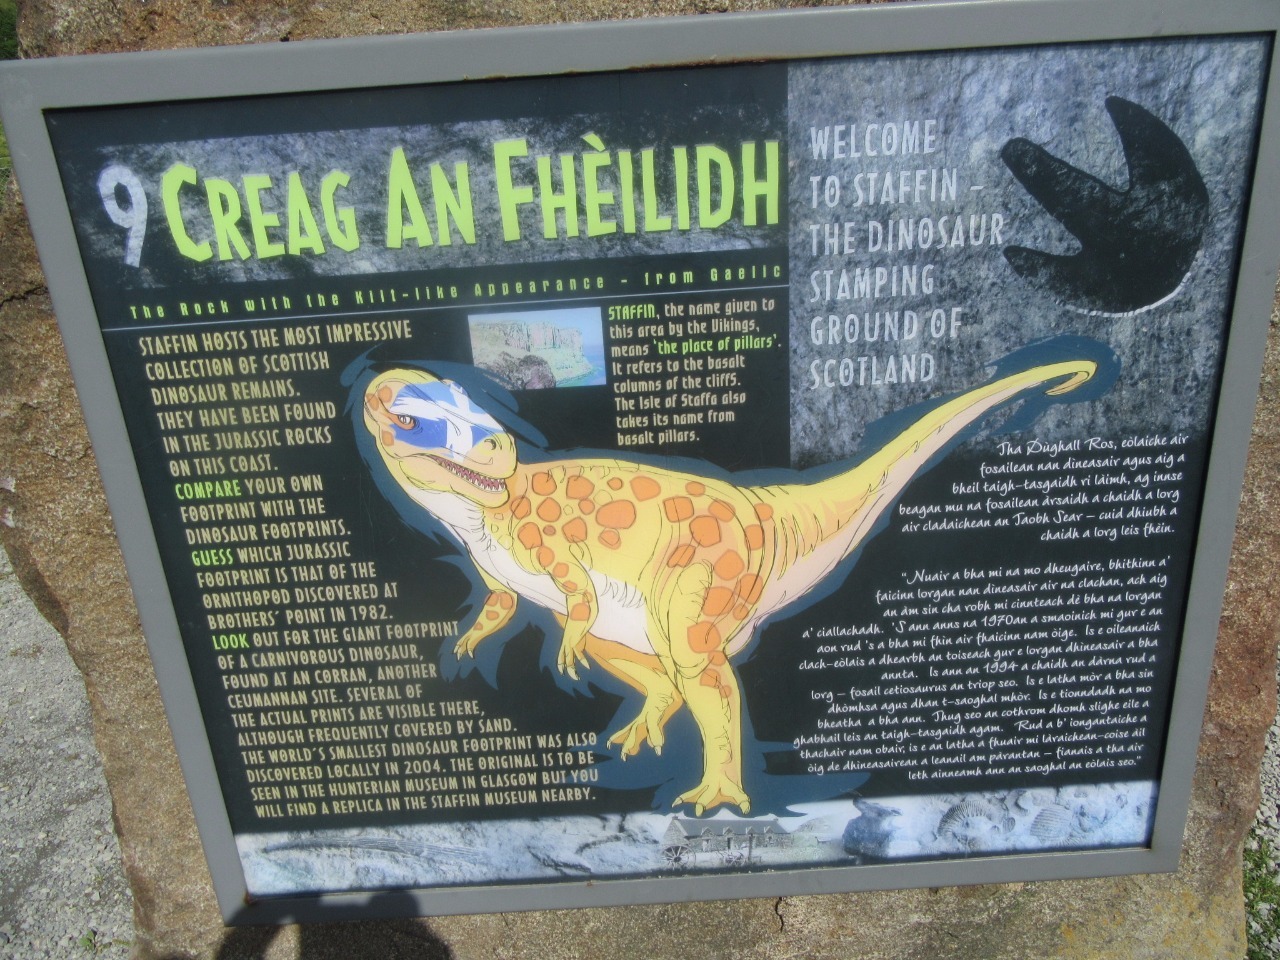 9 CREAG AN FHÈILIDH
The Rock with the Kilt-like Appearance - from Gaelic
STAFFIN HOSTS THE MOST IMPRESSIVE
COLLECTION OF SCOTTISH
DINOSAUR REMAINS.
THEY HAVE BEEN FOUND
IN THE JURASSIC ROCKS
ON THIS COAST.
COMPARE YOUR OWN
FOOTPRINT WITH THE
DINOSAUR FOOTPRINTS.
GUESS WHICH JURASSIC
FOOTPRINT IS THAT OF THE
ORNITHOPOD DISCOVERED AT
BROTHERS' POINT IN 1982.
LOOK OUT FOR THE GIANT FOOTPRINT
OF A CARNIVOROUS DINOSAUR,
FOUND AT AN CORRAN, ANOTHER
CEUMANNAN SITE. SEVERAL OF
THE ACTUAL PRINTS ARE VISIBLE THERE,
ALTHOUGH FREQUENTLY COVERED BY SAND.
THE WORLD'S SMALLEST DINOSAUR FOOTPRINT WAS ALSO
DISCOVERED LOCALLY IN 2004. THE ORIGINAL IS TO BE
SEEN IN THE HUNTERIAN MUSEUM IN GLASGOW BUT YOU
WILL FIND A REPLICA IN THE STAFFIN MUSEUM NEARBY.
STAFFIN, the name given to
this area by the Vikings,
means 'the place of pillars'.
It refers to the basalt
columns of the cliffs.
The Isle of Staffa also
takes its name from
basalt pillars.
WELCOME
TO STAFFIN -
THE DINOSAUR
STAMPING
GROUND OF
SCOTLAND
Tha Dùghall Ros, eòlaiche air
fosailean nan dineasair agus aig a
bheil taigh-tasgaidh ri làimh, ag innse
beagan mu na fosailean àrsaidh a chaidh a lorg
air cladaichean an Taobh Sear – cuid dhiubh a
chaidh a lorg leis fhèin.
"Nuair a bha mi na mo dheugaire, bhithinn a'
faicinn lorgan nan dineasair air na clachan, ach aig
an àm sin cha robh mi cinnteach dè bha na lorgan
a' ciallachadh. 'S ann anns na 1970an a smaoinich mi gur e an
aon rud 's a bha mi fhìn air fhaicinn nam òige. Is e oileanaich
clach-eòlais a dhearbh an toiseach gur e lorgan dhineasair a bha
annta. Is ann an 1994 a chaidh an dàrna rud a
lorg – fosail cetiosaurus an triop seo. Is e latha mòr a bha sin
dhòmhsa agus dhan t-saoghal mhòr. Is e tionndadh na mo
bheatha a bha ann. Thug seo an cothrom dhomh slighe eile a
ghabhail leis an taigh-tasgaidh agam. Rud a b' iongantaiche a
thachair nam obair, is e an latha a fhuair mi làraichean-coise àil
òig de dhineasairean a leanail am pàrantan – fianais a tha air
leth ainneamh ann an saoghal an eòlais seo."